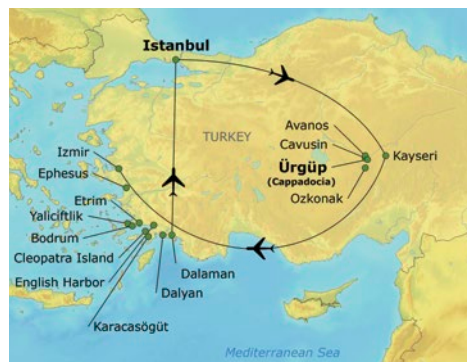 Istanbul
TURKEY
Avanos
Cavusin
Ürgüp
(Cappadocia)
Ozkonak
Kayseri
Izmir
Ephesus
Etrim
Yaliciftlik
Bodrum
Cleopatra Island
English Harbor
Karacasögüt
Dalaman
Dalyan
Mediterranean Sea